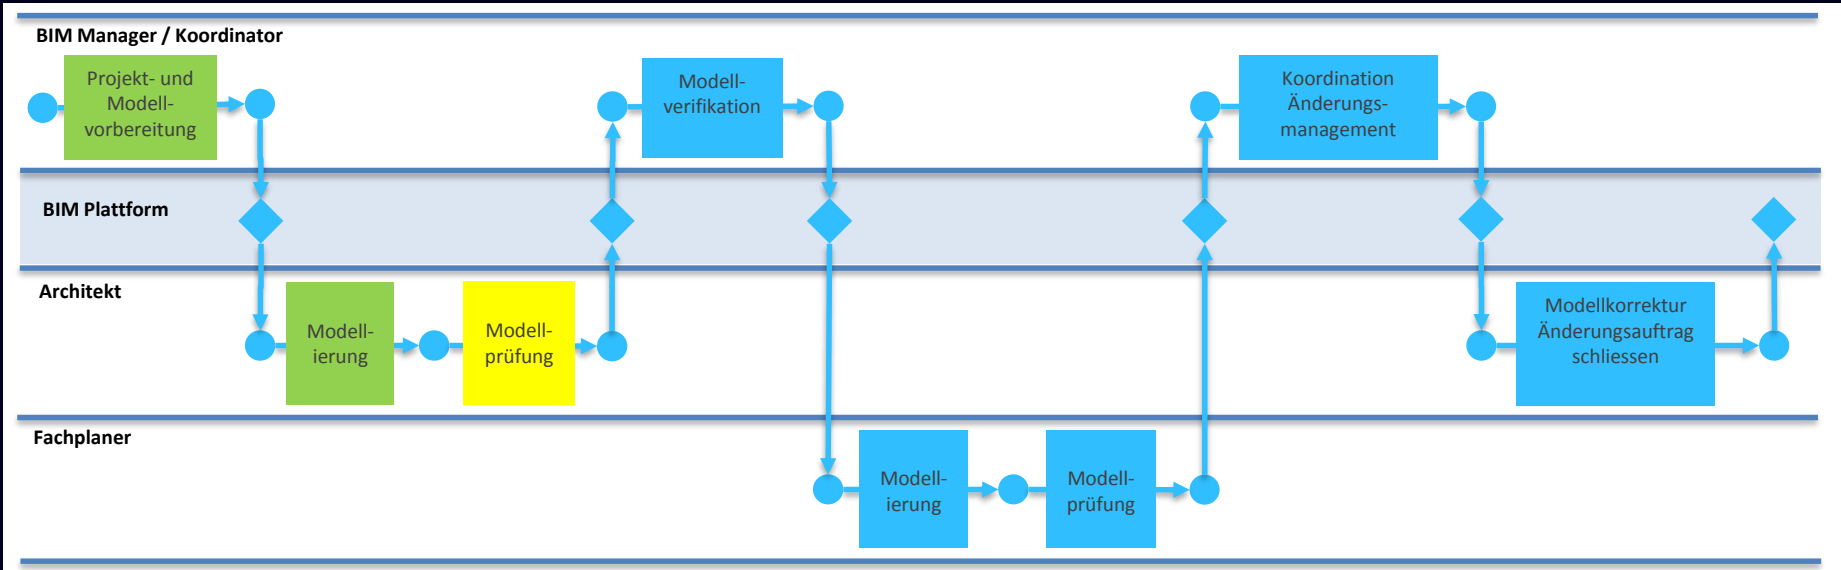 BIM Manager / Koordinator
Projekt- und
Modell-
vorbereitung
Modell-
verifikation
Koordination
Änderungs-
management
BIM Plattform
Architekt
Modell-
ierung
Modell-
prüfung
Modellkorrektur
Änderungsauftrag
schliessen
Fachplaner
Modell-
ierung
Modell-
prüfung